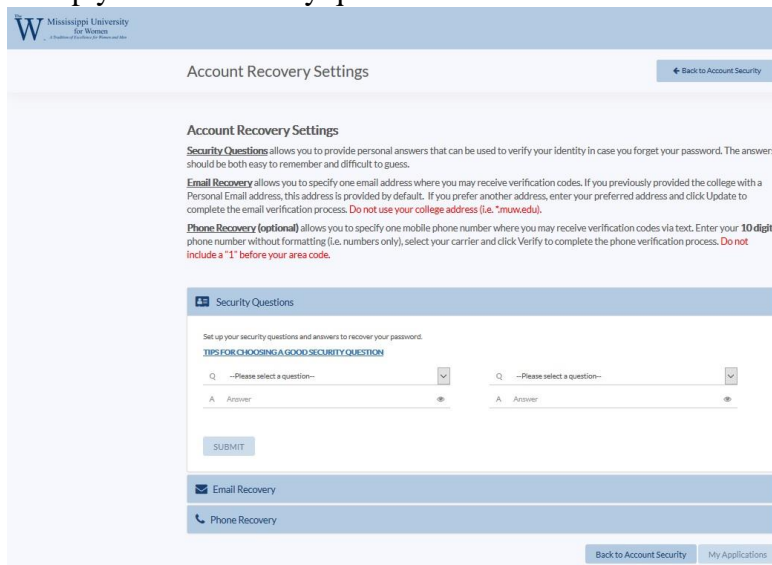 The
W
Mississippi University
for Women
A Tradition of Excellence for Women and Men
Account Recovery Settings
Back to Account Security
Account Recovery Settings
Security Questions allows you to provide personal answers that can be used to verify your identity in case you forget your password. The answer
should be both easy to remember and difficult to guess.
Email Recovery allows you to specify one email address where you may receive verification codes. If you previously provided the college with a
Personal Email address, this address is provided by default. If you prefer another address, enter your preferred address and click Update to
complete the email verification process. Do not use your college address (i.e. *.muw.edu).
Phone Recovery (optional) allows you to specify one mobile phone number where you may receive verification codes via text. Enter your 10 digit
phone number without formatting (i.e. numbers only), select your carrier and click Verify to complete the phone verification process. Do not
include a "1" before your area code.
Security Questions
Set up your security questions and answers to recover your password.
TIPS FOR CHOOSING A GOOD SECURITY QUESTION
Q --Please select a question-- Q --Please select a question--
A Answer A Answer
SUBMIT
Email Recovery
Phone Recovery
Back to Account Security My Applications